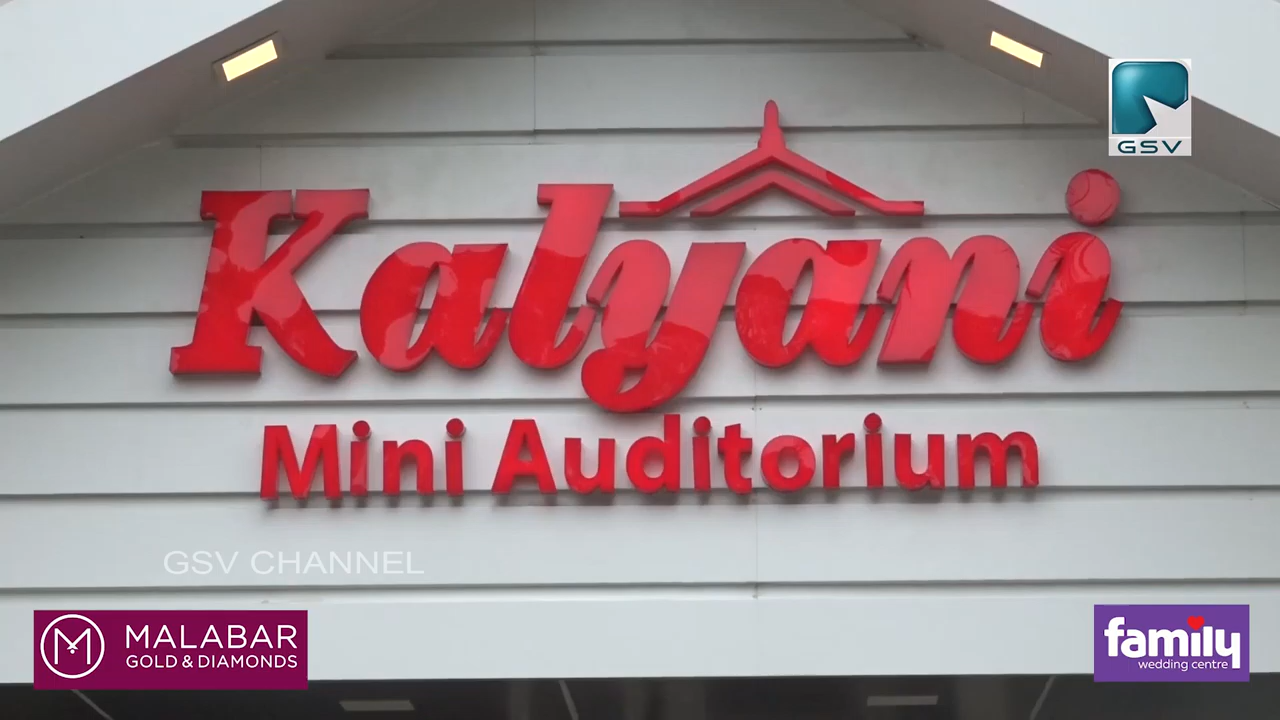 GSV
Kalyani
Mini Auditorium
GSV CHANNEL
MALABAR
GOLD & DIAMONDS
family
wedding centre